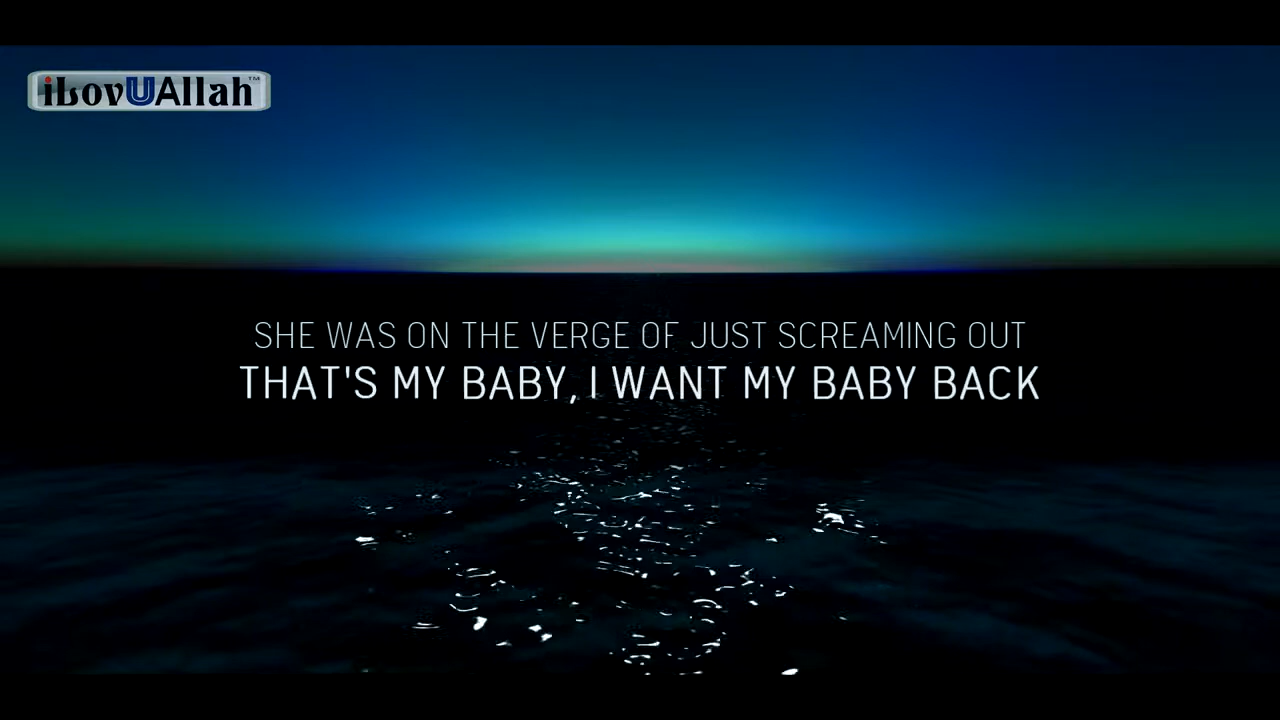 iLovUAllah™
SHE WAS ON THE VERGE OF JUST SCREAMING OUT
THAT'S MY BABY, I WANT MY BABY BACK